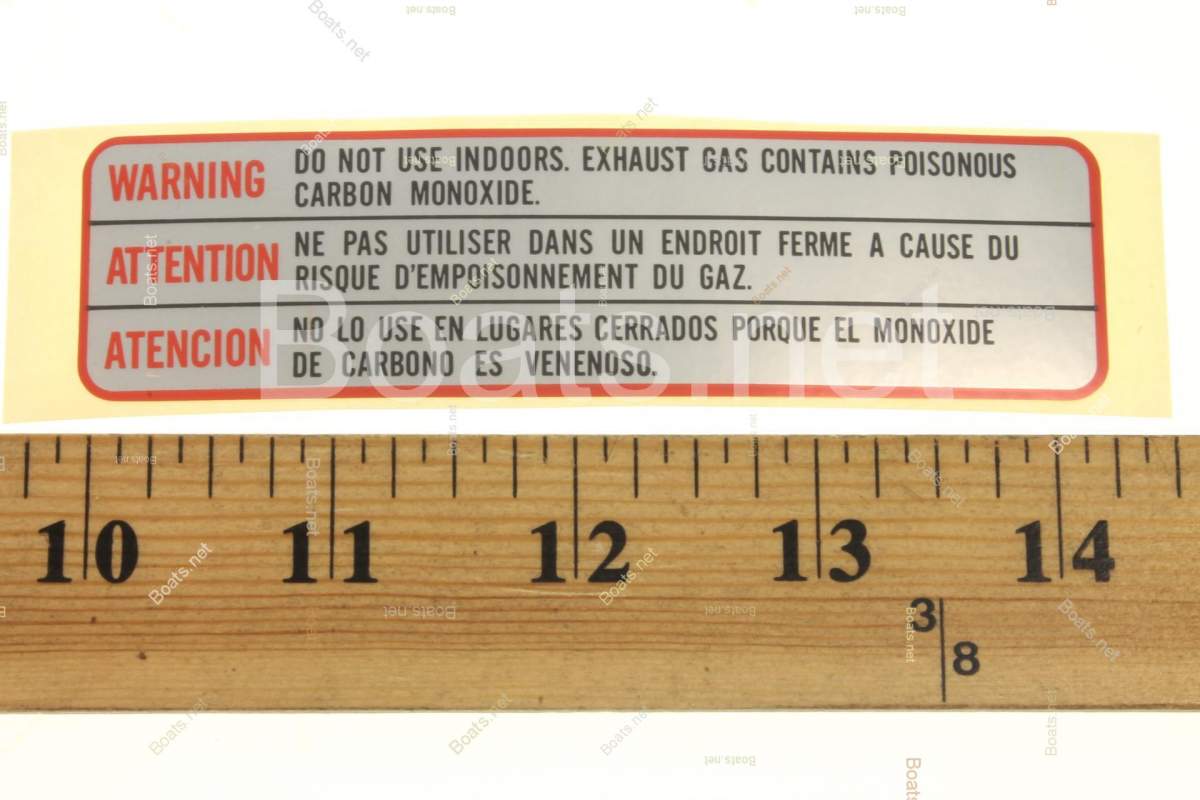 WARNING
DO NOT USE INDOORS. EXHAUST GAS CONTAINS POISONOUS
CARBON MONOXIDE.
ATTENTION
NE PAS UTILISER DANS UN ENDROIT FERME A CAUSE DU
RISQUE D'EMPOISONNEMENT DU GAZ.
ATENCION
NO LO USE EN LUGARES CERRADOS PORQUE EL MONOXIDE
DE CARBONO ES VENENOSO.
Boats.net
10 11 12 13 14
3
8